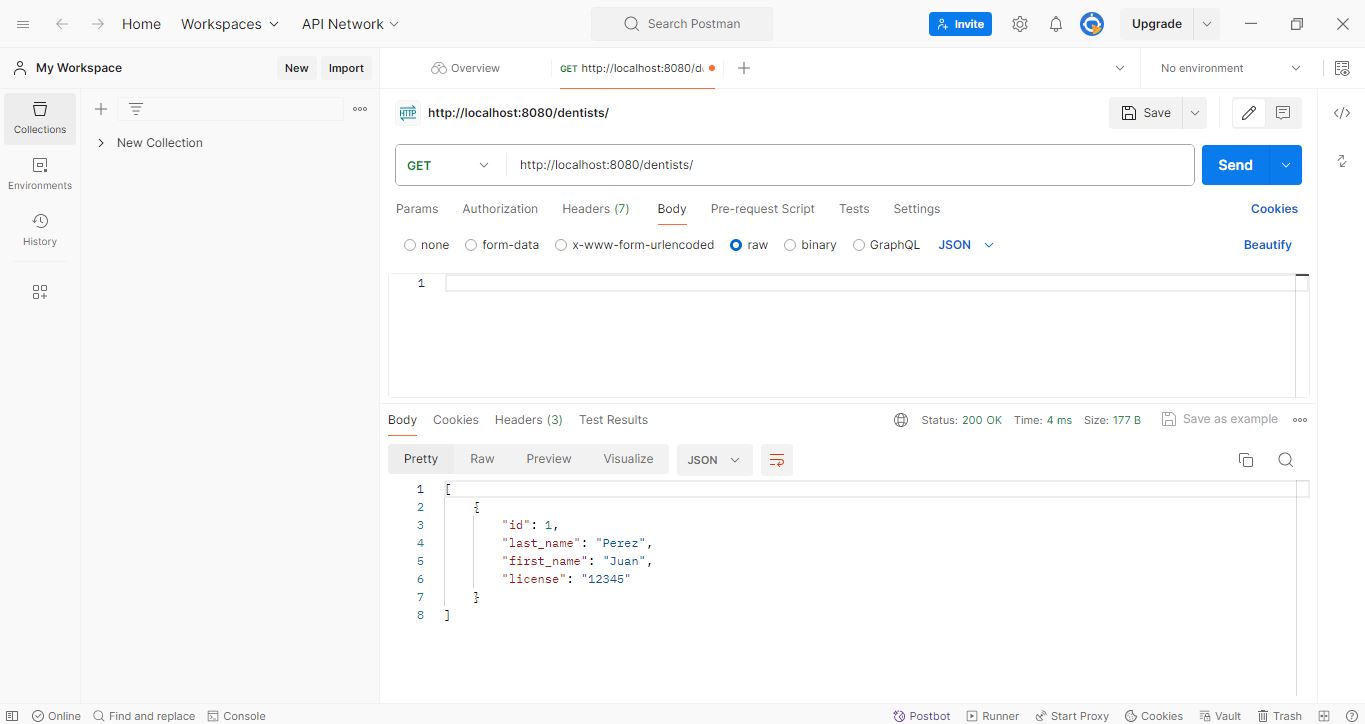 Home Workspaces API Network Search Postman Invite Upgrade
My Workspace New Import Overview GET http://localhost:8080/d No environment
Collections
Environments
History
New Collection
HTTP http://localhost:8080/dentists/ Save
GET http://localhost:8080/dentists/ Send
Params Authorization Headers (7) Body Pre-request Script Tests Settings Cookies
none form-data x-www-form-urlencoded raw binary GraphQL JSON Beautify
1
Body Cookies Headers (3) Test Results Status: 200 OK Time: 4 ms Size: 177 B Save as example
Pretty Raw Preview Visualize JSON
1 [
2 {
3 "id": 1,
4 "last_name": "Perez",
5 "first_name": "Juan",
6 "license": "12345"
7 }
8 ]
Online Find and replace Console Postbot Runner Start Proxy Cookies Vault Trash